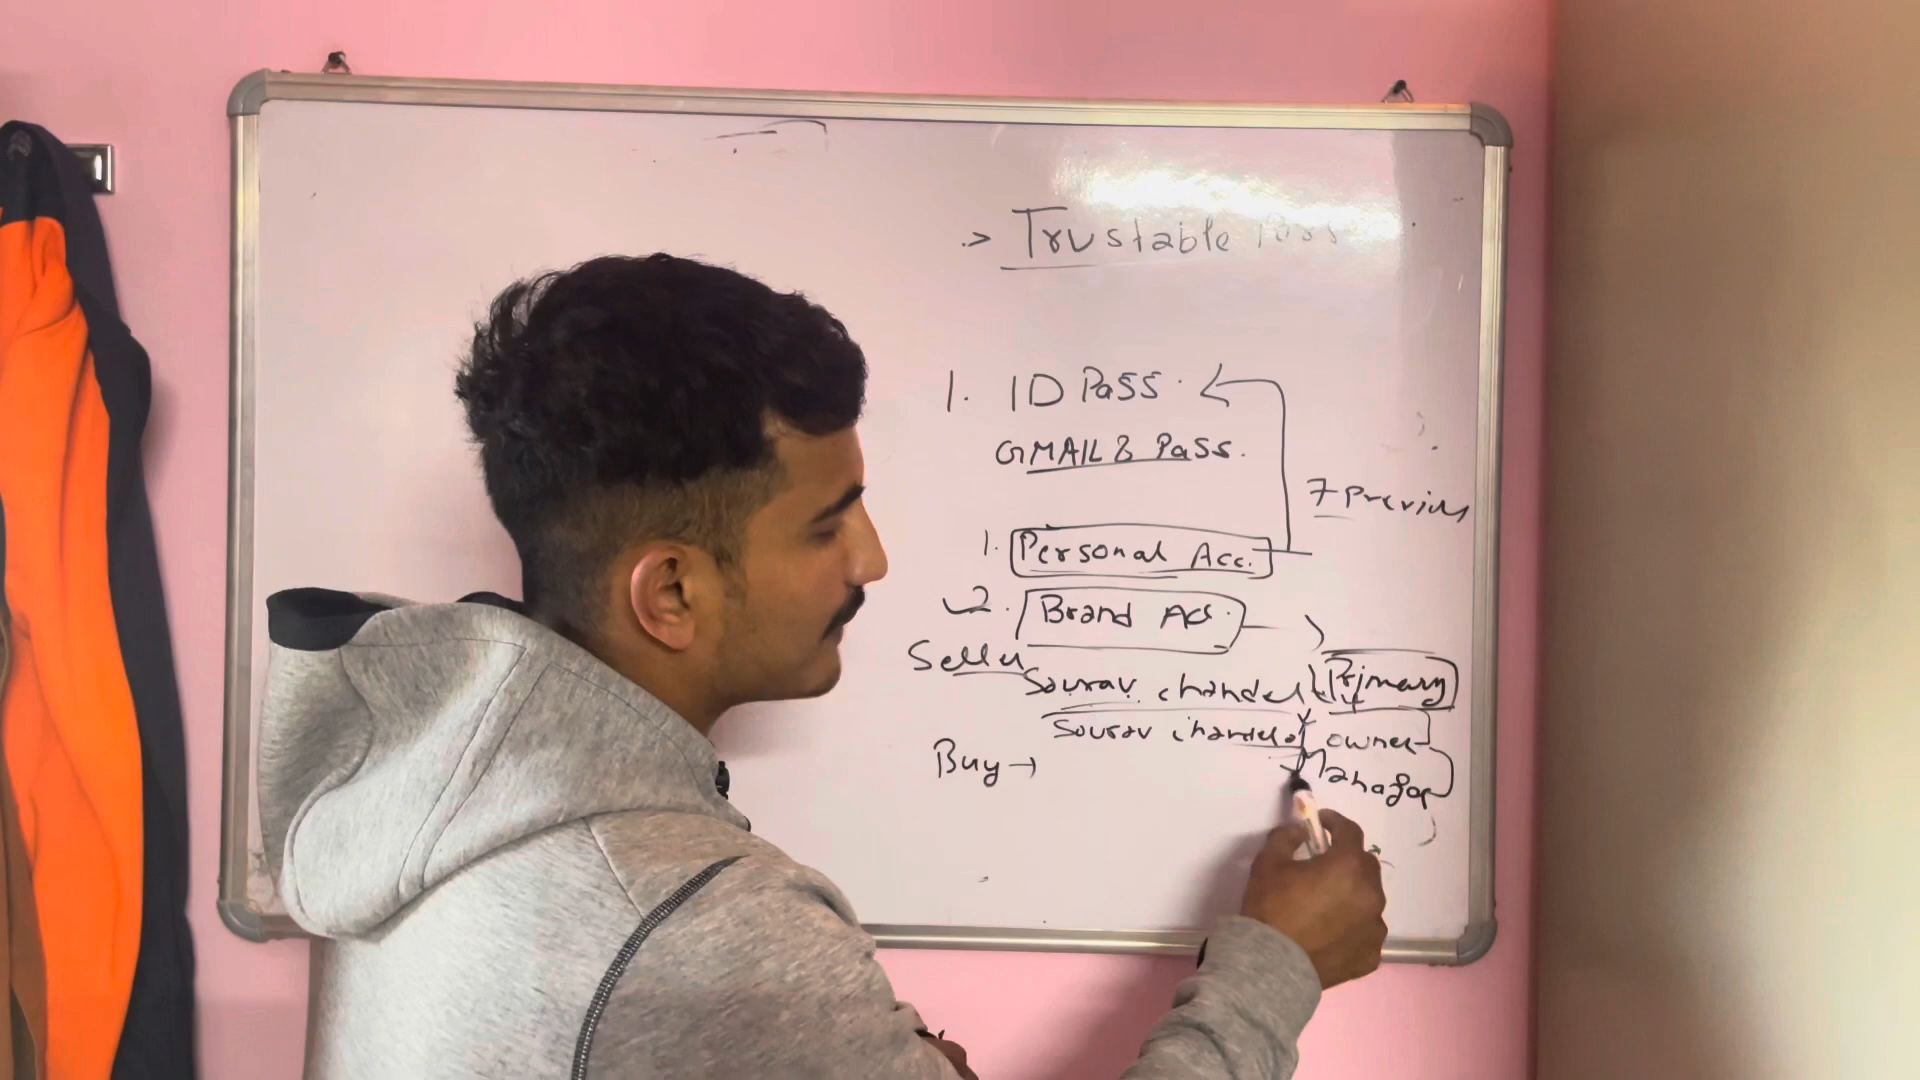 .> Trustable
1. ID Pass.
GMAIL & Pass.
7 Previous
1. Personal Acc.
2. Brand Acc.
Seller
Sourav chandel Primary
Sourav chandel owner
Buy → Manager